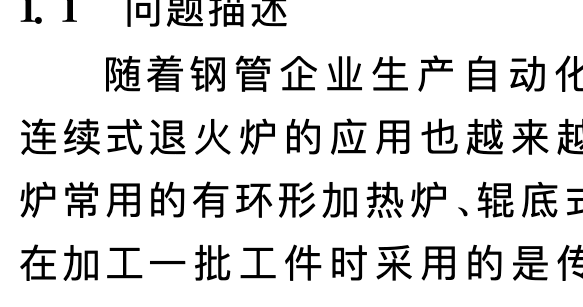 1. 1 问题描述
随着钢管企业生产自动化
连续式退火炉的应用也越来越
炉常用的有环形加热炉、辊底式
在加工一批工件时采用的是传